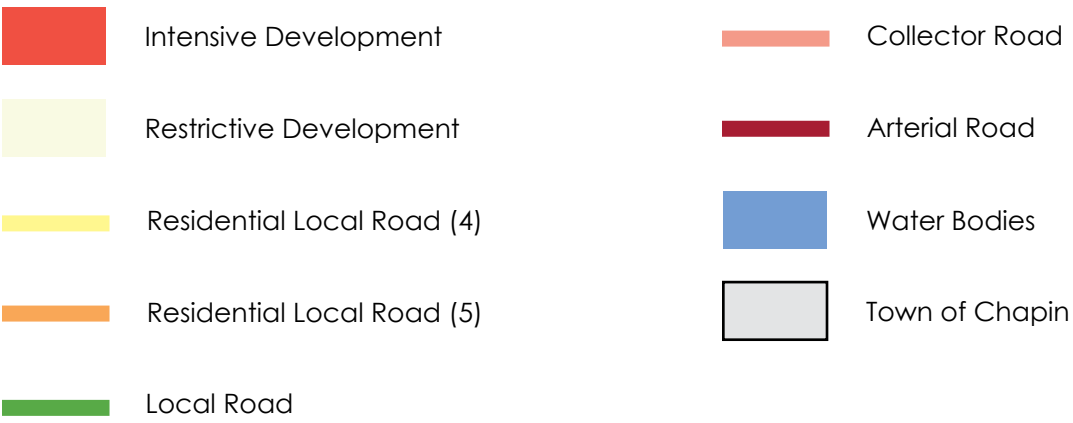 Intensive Development
Restrictive Development
Residential Local Road (4)
Residential Local Road (5)
Local Road
Collector Road
Arterial Road
Water Bodies
Town of Chapin